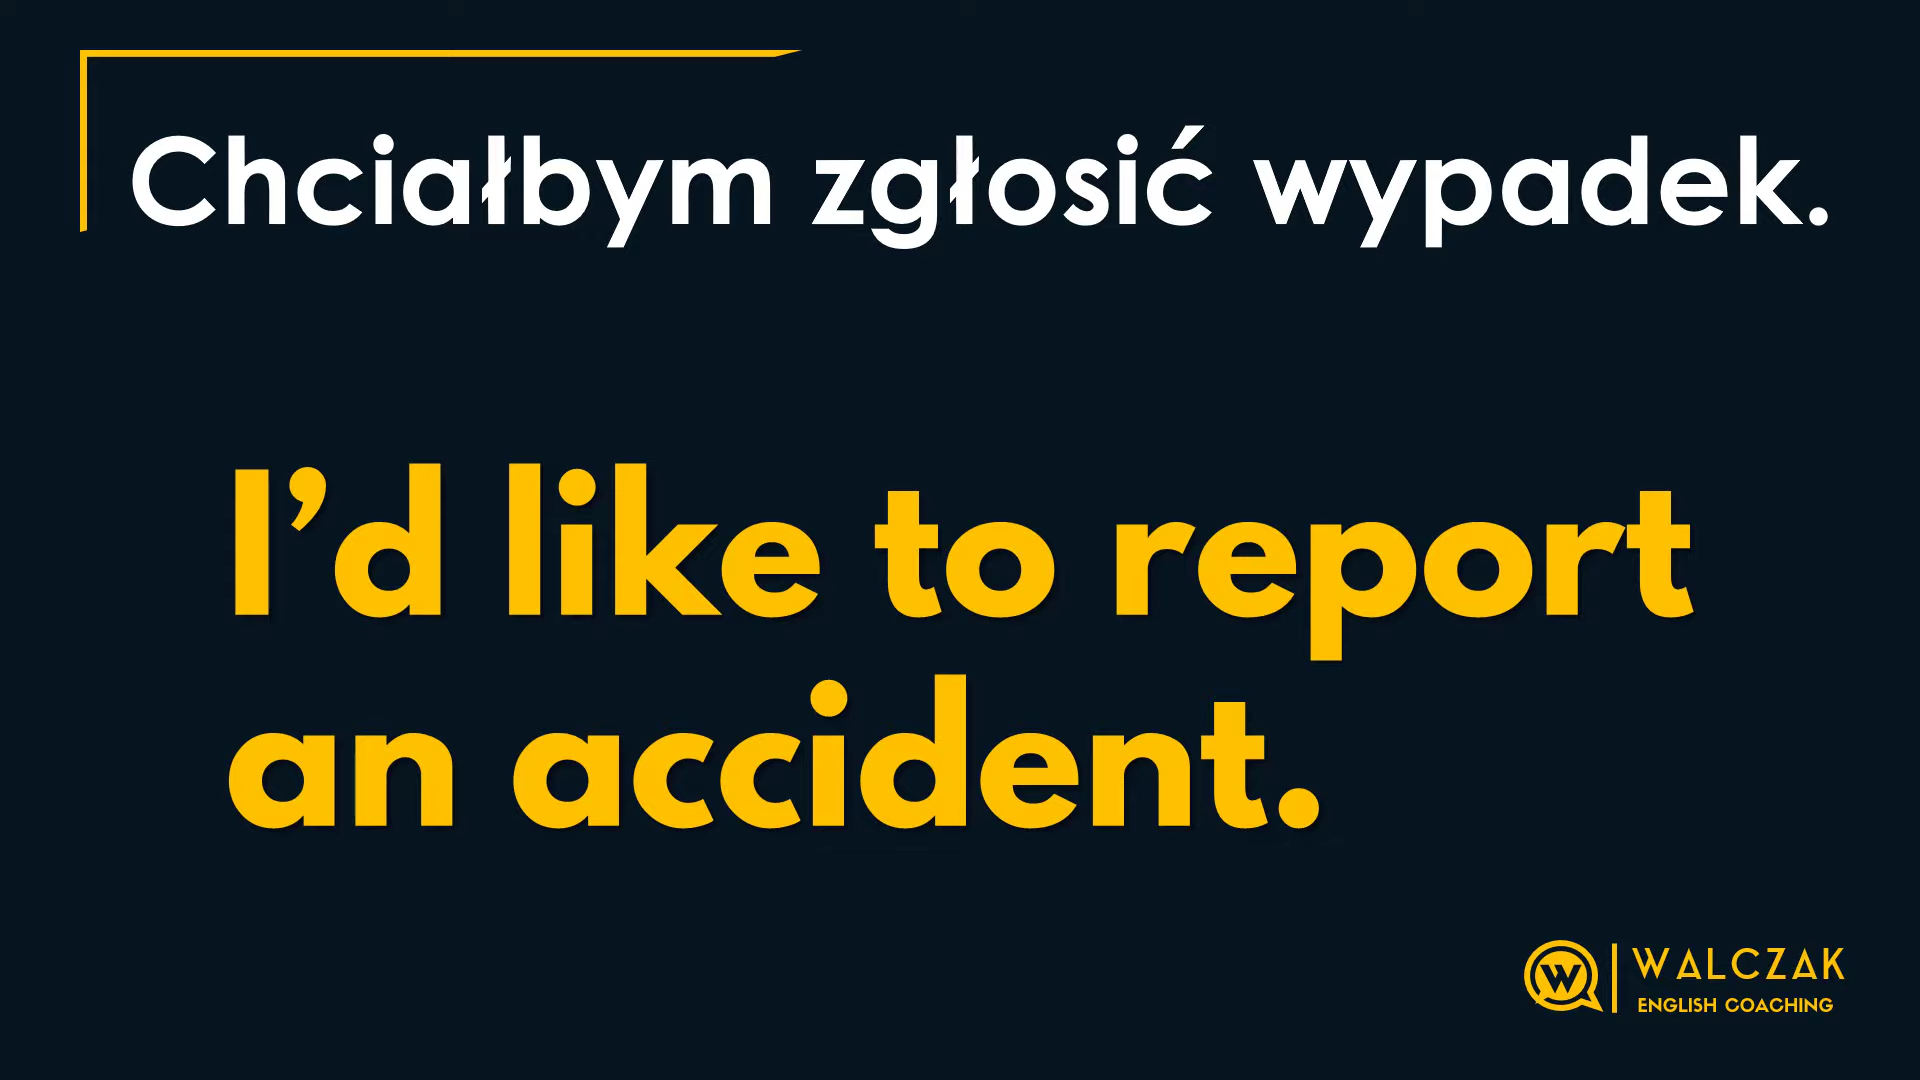 Chciałbym zgłosić wypadek.
I’d like to report
an accident.
W
WALCZAK
ENGLISH COACHING